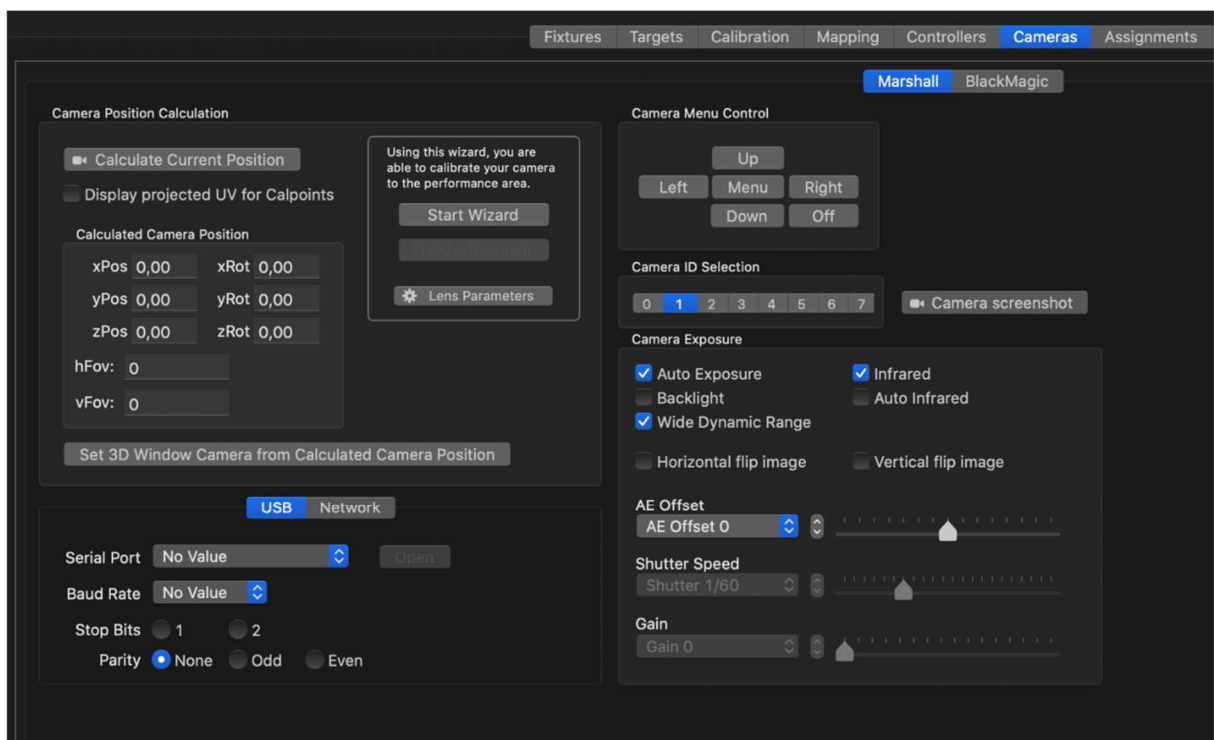 Fixtures Targets Calibration Mapping Controllers Cameras Assignments
Marshall BlackMagic
Camera Position Calculation
Calculate Current Position
Display projected UV for Calpoints
Calculated Camera Position
xPos 0,00 xRot 0,00
yPos 0,00 yRot 0,00
zPos 0,00 zRot 0,00
hFov: 0
vFov: 0
Set 3D Window Camera from Calculated Camera Position
Using this wizard, you are
able to calibrate your camera
to the performance area.
Start Wizard
Lens Parameters
USB Network
Serial Port No Value Open
Baud Rate No Value
Stop Bits 1 2
Parity None Odd Even
Camera Menu Control
Up
Left Menu Right
Down Off
Camera ID Selection
0 1 2 3 4 5 6 7
Camera screenshot
Camera Exposure
Auto Exposure Infrared
Backlight Auto Infrared
Wide Dynamic Range
Horizontal flip image Vertical flip image
AE Offset
AE Offset 0
Shutter Speed
Shutter 1/60
Gain
Gain 0